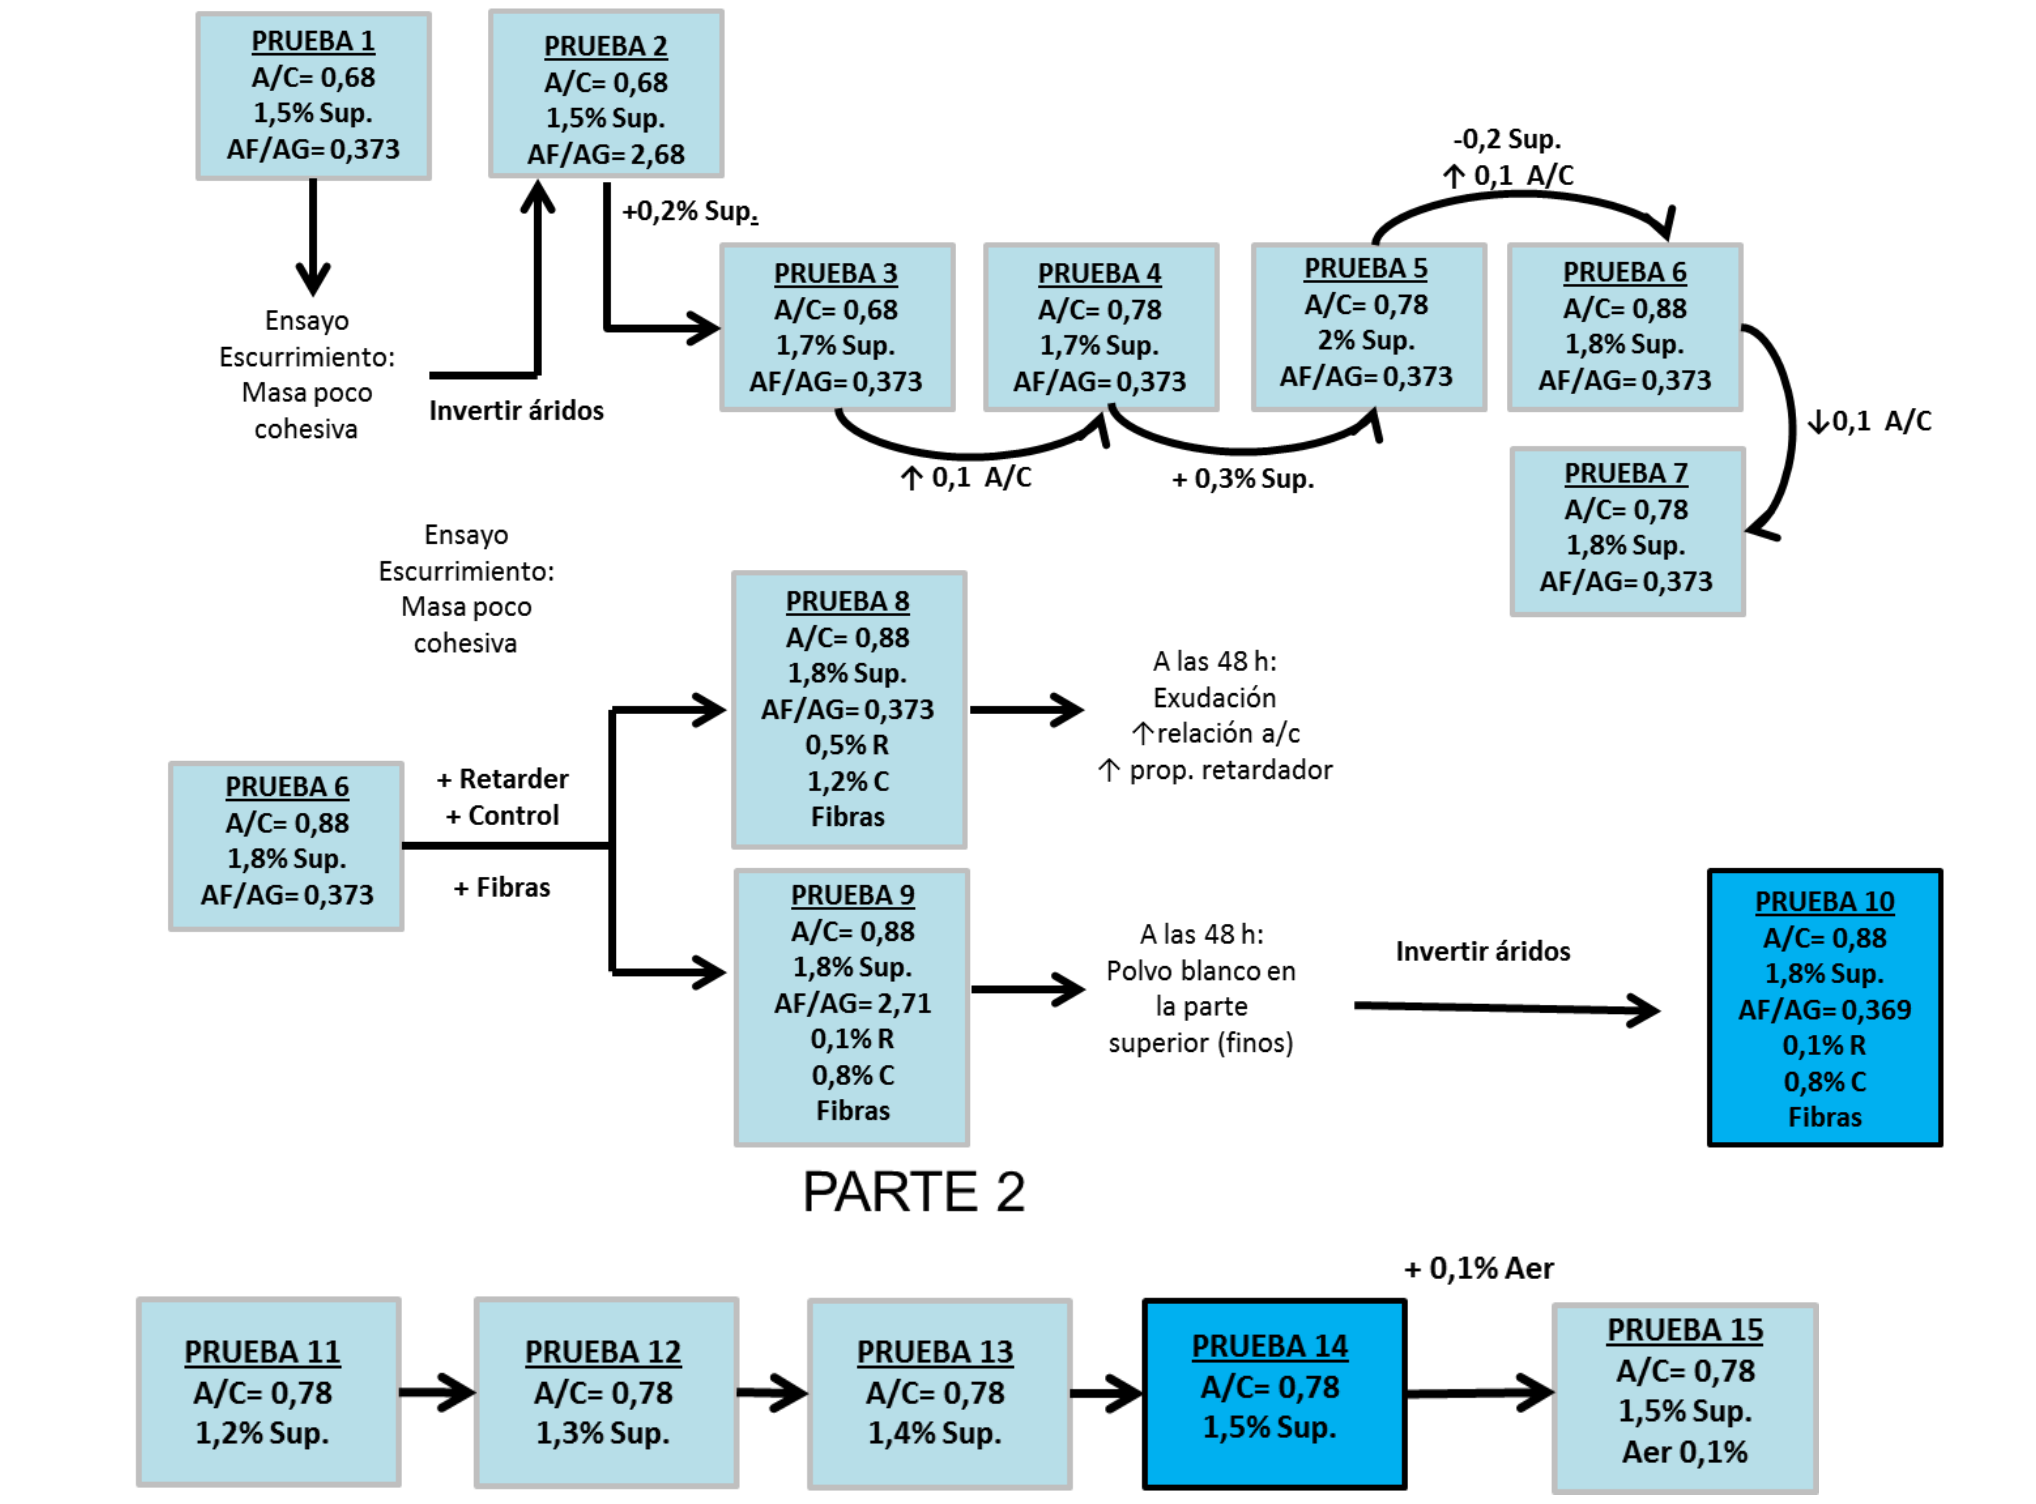 PRUEBA 1
A/C= 0,68
1,5% Sup.
AF/AG= 0,373
PRUEBA 2
A/C= 0,68
1,5% Sup.
AF/AG= 2,68
Ensayo
Escurrimiento:
Masa poco
cohesiva
Invertir áridos
+0,2% Sup.
PRUEBA 3
A/C= 0,68
1,7% Sup.
AF/AG= 0,373
↑ 0,1 A/C
PRUEBA 4
A/C= 0,78
1,7% Sup.
AF/AG= 0,373
+ 0,3% Sup.
PRUEBA 5
A/C= 0,78
2% Sup.
AF/AG= 0,373
-0,2 Sup.
↑ 0,1 A/C
PRUEBA 6
A/C= 0,88
1,8% Sup.
AF/AG= 0,373
↓0,1 A/C
PRUEBA 7
A/C= 0,78
1,8% Sup.
AF/AG= 0,373
Ensayo
Escurrimiento:
Masa poco
cohesiva
PRUEBA 6
A/C= 0,88
1,8% Sup.
AF/AG= 0,373
+ Retarder
+ Control
+ Fibras
PRUEBA 8
A/C= 0,88
1,8% Sup.
AF/AG= 0,373
0,5% R
1,2% C
Fibras
A las 48 h:
Exudación
↑relación a/c
↑ prop. retardador
PRUEBA 9
A/C= 0,88
1,8% Sup.
AF/AG= 2,71
0,1% R
0,8% C
Fibras
A las 48 h:
Polvo blanco en
la parte
superior (finos)
Invertir áridos
PRUEBA 10
A/C= 0,88
1,8% Sup.
AF/AG= 0,369
0,1% R
0,8% C
Fibras
PARTE 2
PRUEBA 11
A/C= 0,78
1,2% Sup.
PRUEBA 12
A/C= 0,78
1,3% Sup.
PRUEBA 13
A/C= 0,78
1,4% Sup.
PRUEBA 14
A/C= 0,78
1,5% Sup.
+ 0,1% Aer
PRUEBA 15
A/C= 0,78
1,5% Sup.
Aer 0,1%